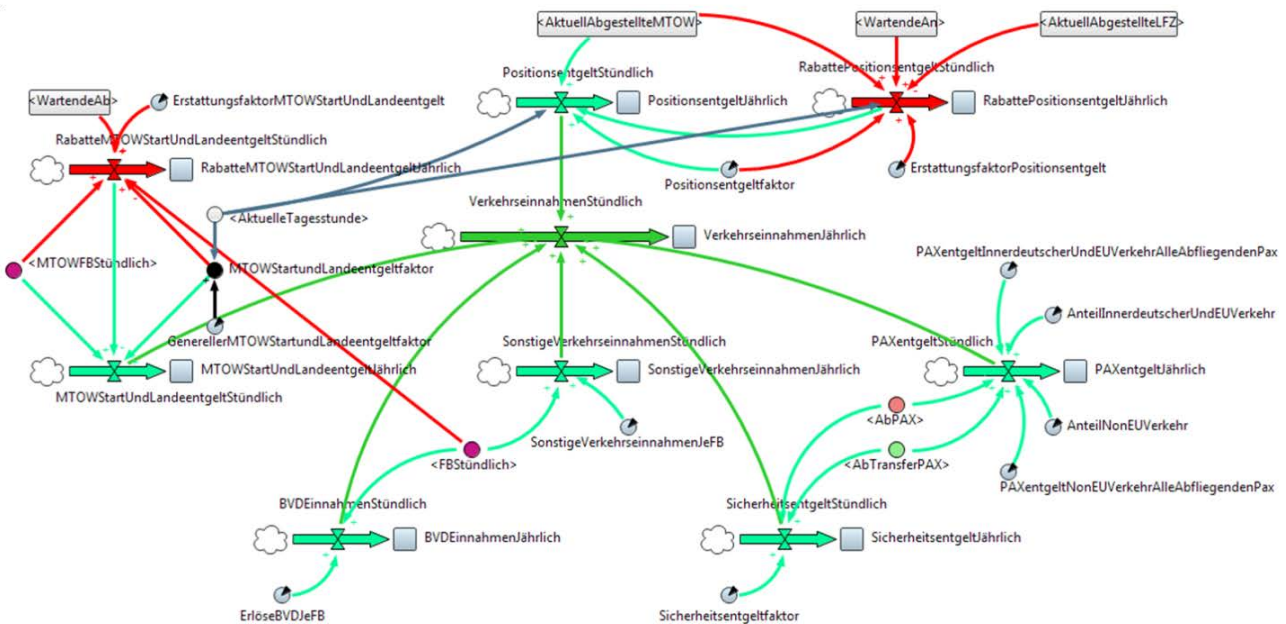 <AktuellAbgestellteMTOW>
<WartendeAn>
<AktuellAbgestellteLFZ>
PositionsentgeltStündlich
RabattePositionsentgeltStündlich
<WartendeAb>
ErstattungsfaktorMTOWStartUndLandeentgelt
PositionsentgeltJährlich
RabattePositionsentgeltJährlich
RabatteMTOWStartUndLandeentgeltStündlich
RabatteMTOWStartUndLandeentgeltJährlich
Positionsentgeltfaktor
ErstattungsfaktorPositionsentgelt
VerkehrseinnahmenStündlich
<AktuelleTagesstunde>
VerkehrseinnahmenJährlich
PAXentgeltInnerdeutscherUndEUVerkehrAlleAbfliegendenPax
<MTOWFBStündlich>
MTOWStartundLandeentgeltfaktor
AnteilInnerdeutscherUndEUVerkehr
GenerellerMTOWStartundLandeentgeltfaktor
SonstigeVerkehrseinnahmenStündlich
PAXentgeltStündlich
MTOWStartUndLandeentgeltJährlich
SonstigeVerkehrseinnahmenJährlich
PAXentgeltJährlich
MTOWStartUndLandeentgeltStündlich
<AbPAX>
AnteilNonEUVerkehr
SonstigeVerkehrseinnahmenJeFB
<FBStündlich>
<AbTransferPAX>
PAXentgeltNonEUVerkehrAlleAbfliegendenPax
BVDEinnahmenStündlich
SicherheitsentgeltStündlich
BVDEinnahmenJährlich
SicherheitsentgeltJährlich
ErlöseBVDJeFB
Sicherheitsentgeltfaktor